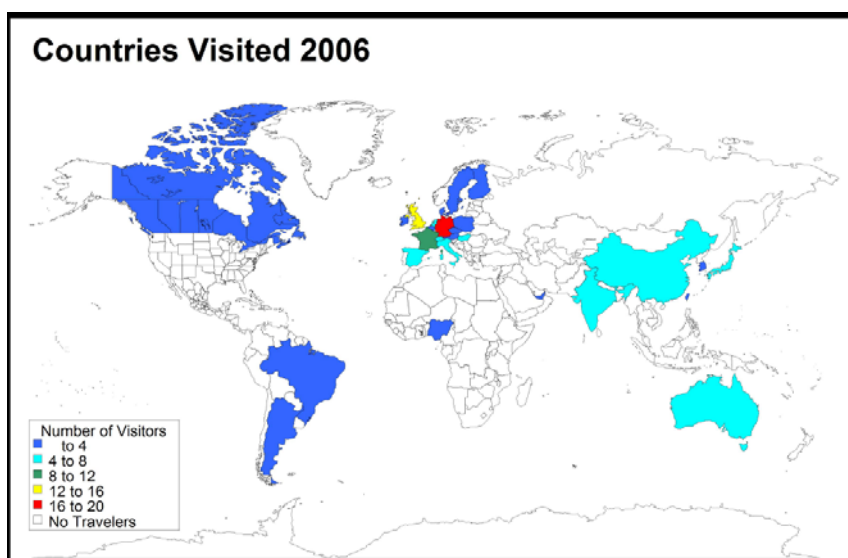 Countries Visited 2006
Number of Visitors
to 4
4 to 8
8 to 12
12 to 16
16 to 20
No Travelers